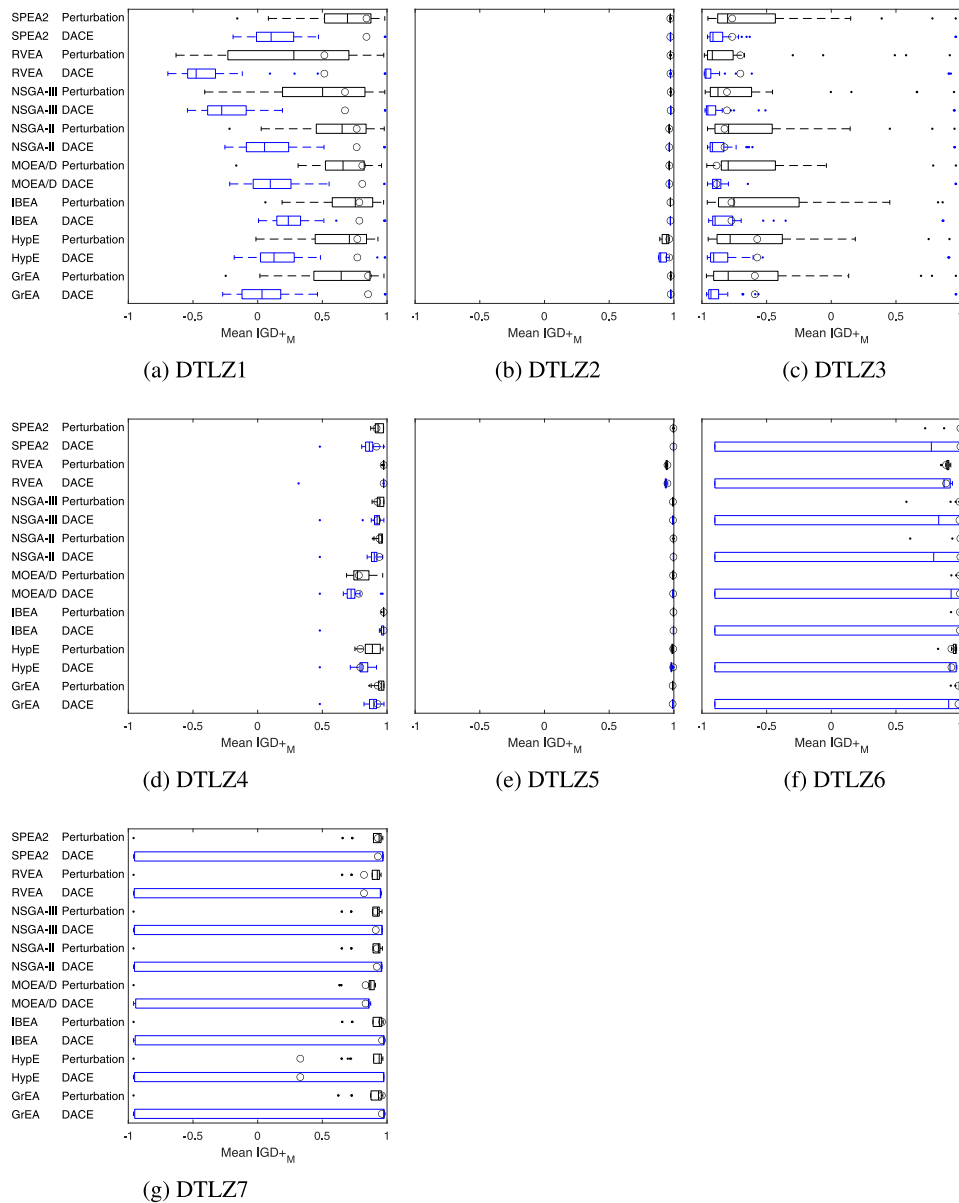 SPEA2 Perturbation
SPEA2 DACE
RVEA Perturbation
RVEA DACE
NSGA-III Perturbation
NSGA-III DACE
NSGA-II Perturbation
NSGA-II DACE
MOEA/D Perturbation
MOEA/D DACE
IBEA Perturbation
IBEA DACE
HypE Perturbation
HypE DACE
GrEA Perturbation
GrEA DACE
-1 -0.5 0 0.5 1
-1 -0.5 0 0.5 1
-1 -0.5 0 0.5 1
Mean IGD+M
Mean IGD+M
Mean IGD+M
(a) DTLZ1
(b) DTLZ2
(c) DTLZ3
SPEA2 Perturbation
SPEA2 DACE
RVEA Perturbation
RVEA DACE
NSGA-III Perturbation
NSGA-III DACE
NSGA-II Perturbation
NSGA-II DACE
MOEA/D Perturbation
MOEA/D DACE
IBEA Perturbation
IBEA DACE
HypE Perturbation
HypE DACE
GrEA Perturbation
GrEA DACE
-1 -0.5 0 0.5 1
-1 -0.5 0 0.5 1
-1 -0.5 0 0.5 1
Mean IGD+M
Mean IGD+M
Mean IGD+M
(d) DTLZ4
(e) DTLZ5
(f) DTLZ6
SPEA2 Perturbation
SPEA2 DACE
RVEA Perturbation
RVEA DACE
NSGA-III Perturbation
NSGA-III DACE
NSGA-II Perturbation
NSGA-II DACE
MOEA/D Perturbation
MOEA/D DACE
IBEA Perturbation
IBEA DACE
HypE Perturbation
HypE DACE
GrEA Perturbation
GrEA DACE
-1 -0.5 0 0.5 1
Mean IGD+M
(g) DTLZ7